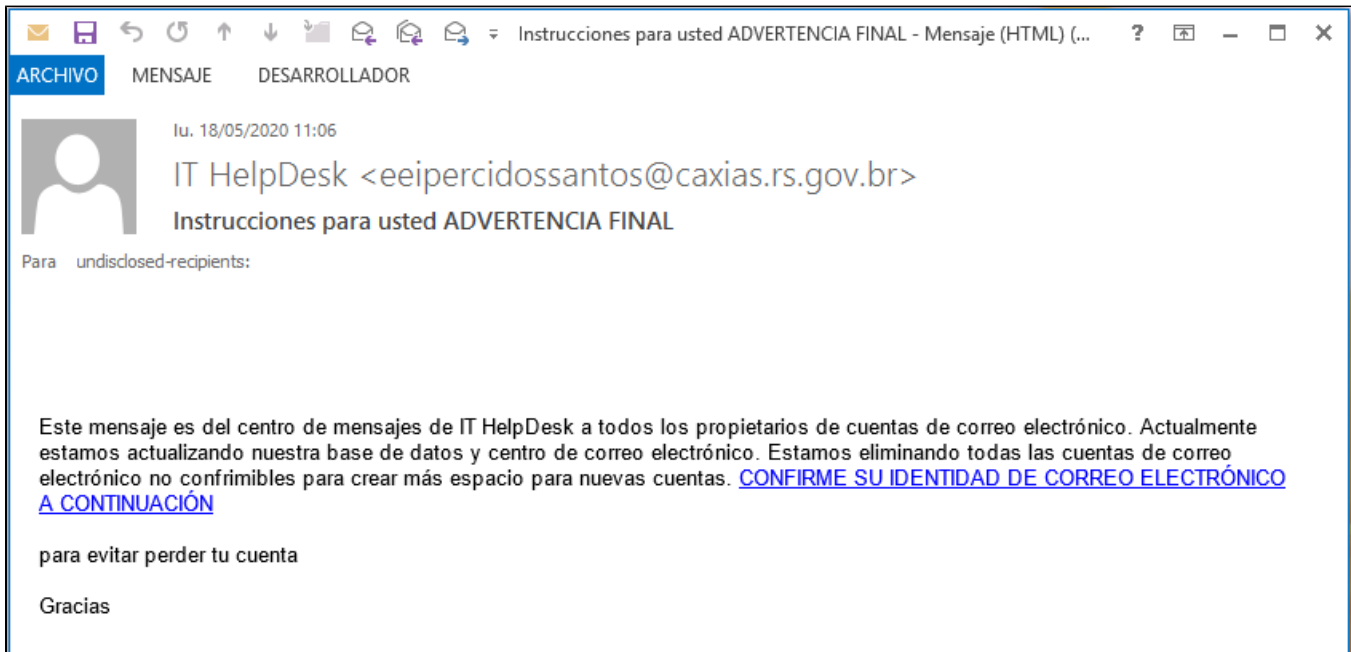 Instrucciones para usted ADVERTENCIA FINAL - Mensaje (HTML) (... ?
ARCHIVO MENSAJE DESARROLLADOR
lu. 18/05/2020 11:06
IT HelpDesk <eeipercidossantos@caxias.rs.gov.br>
Instrucciones para usted ADVERTENCIA FINAL
Para undisclosed-recipients:
Este mensaje es del centro de mensajes de IT HelpDesk a todos los propietarios de cuentas de correo electrónico. Actualmente
estamos actualizando nuestra base de datos y centro de correo electrónico. Estamos eliminando todas las cuentas de correo
electrónico no confrimibles para crear más espacio para nuevas cuentas. CONFIRME SU IDENTIDAD DE CORREO ELECTRÓNICO
A CONTINUACIÓN
para evitar perder tu cuenta
Gracias